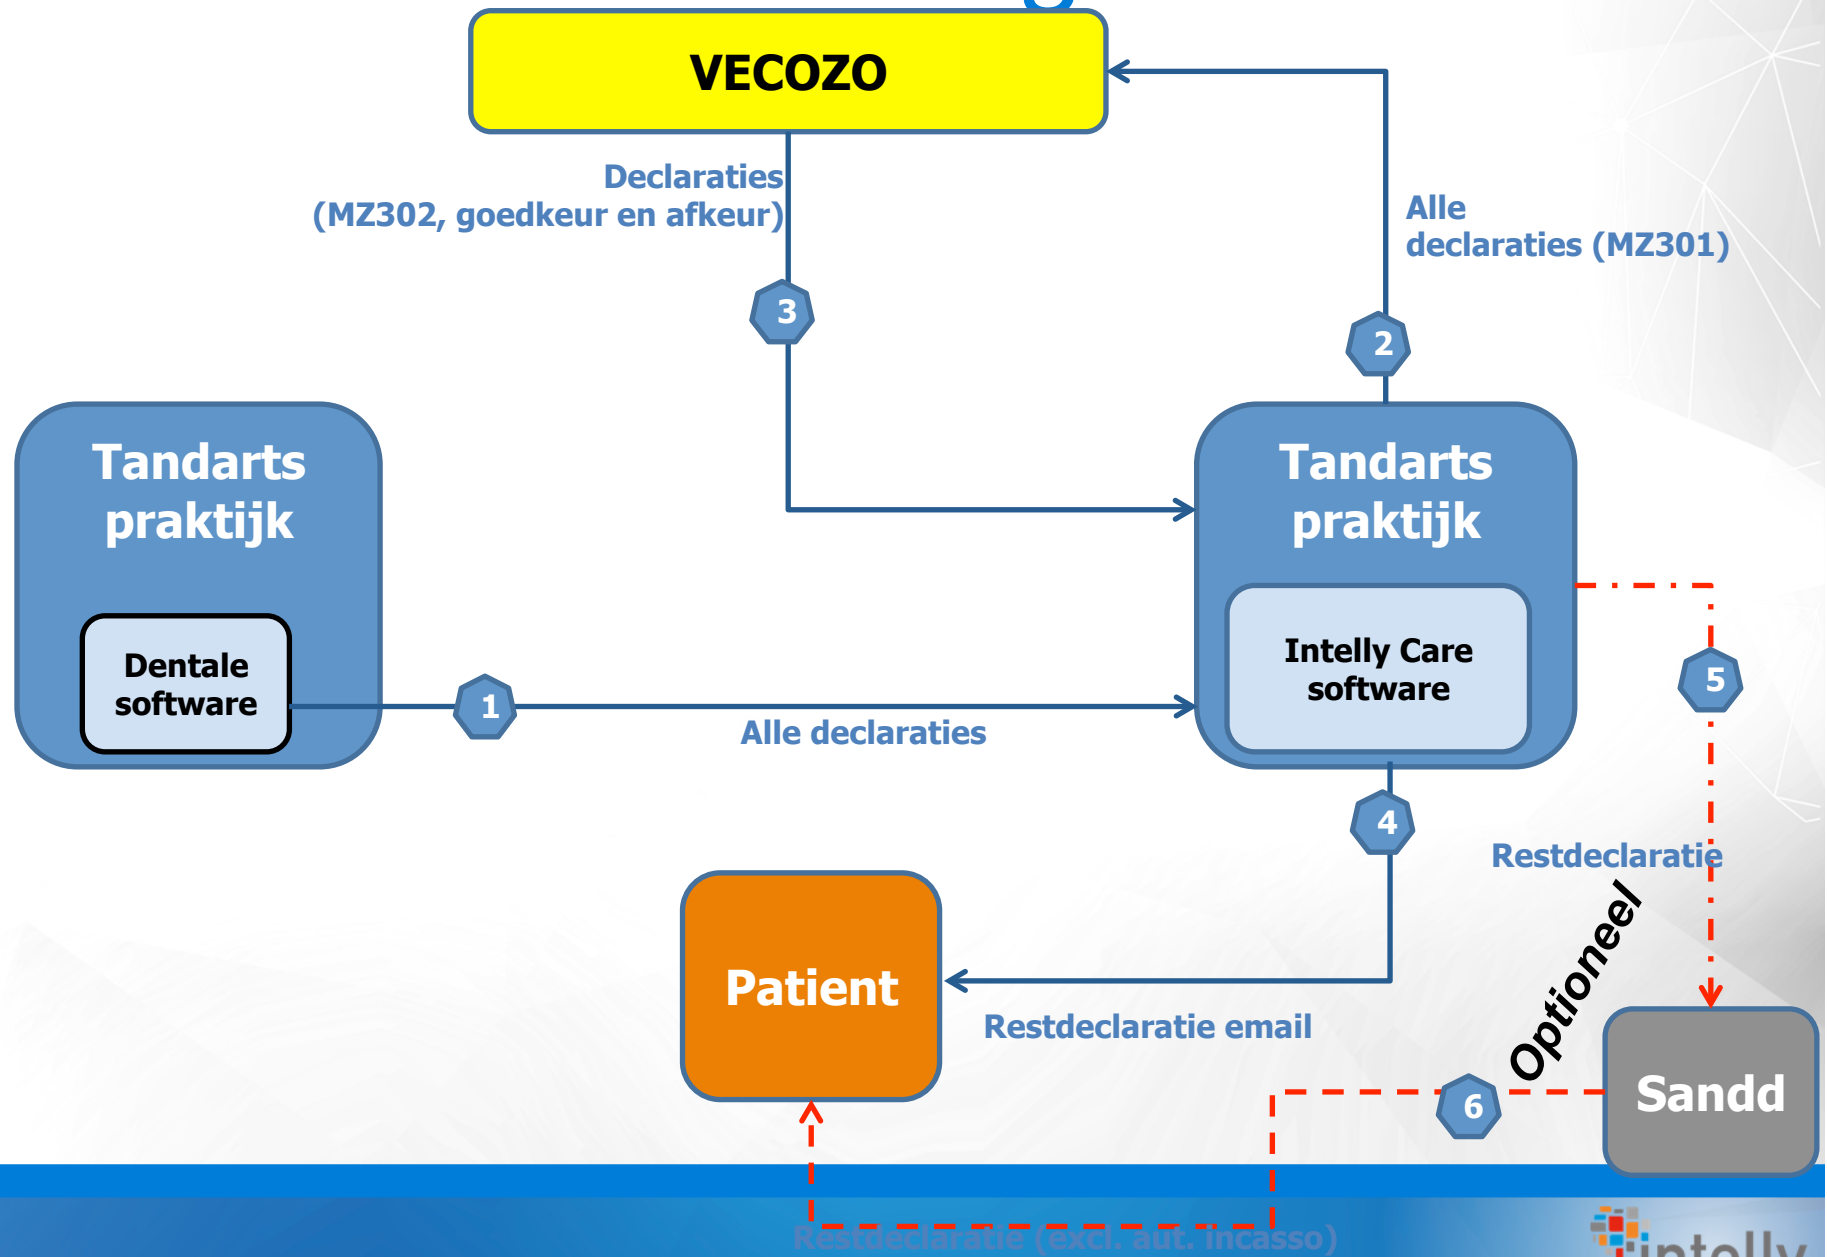 VECOZO
Declaraties
(MZ302, goedkeur en afkeur)
Alle
declaraties (MZ301)
3
2
Tandarts
praktijk
Tandarts
praktijk
Dentale
software
Intelly Care
software
1
Alle declaraties
5
4
Restdeclaratie
Optioneel
Patient
Restdeclaratie email
Sandd
6
Restdeclaratie (excl. aut. incasso)
intelly